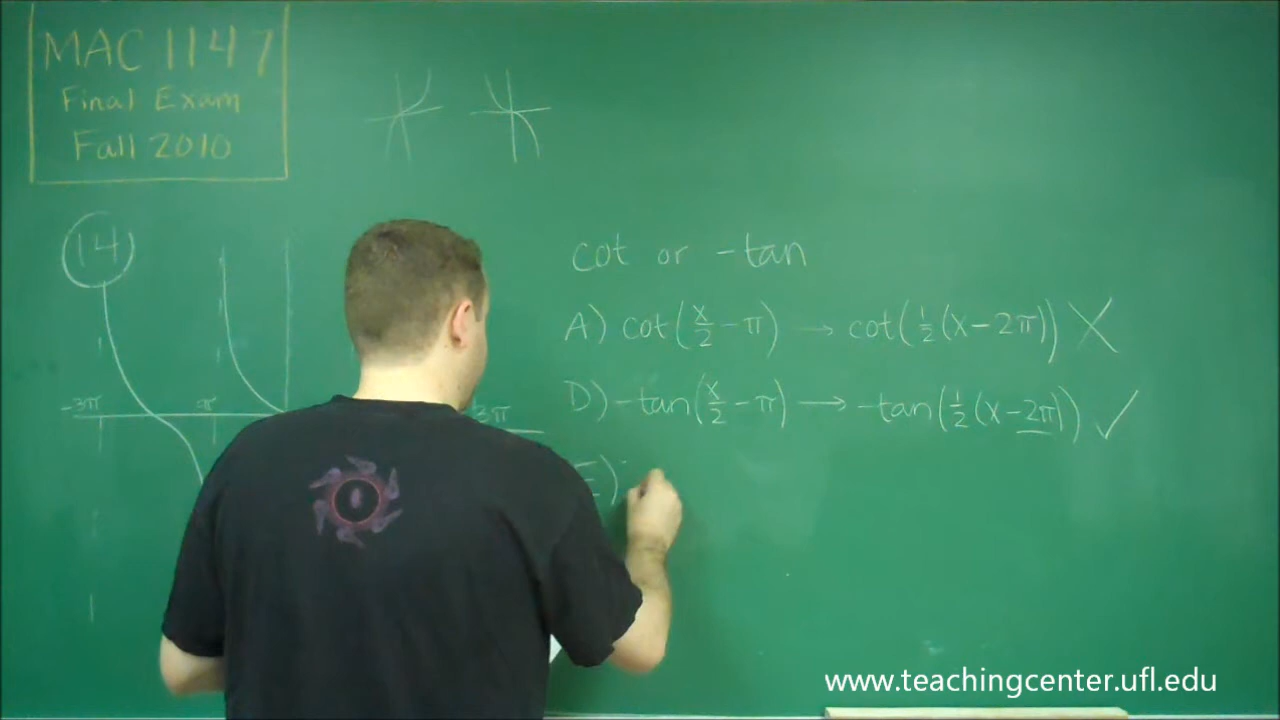 MAC 1147
Final Exam
Fall 2010
14
-3π π 3π
cot or -tan
A) cot(x/2 - π) → cot(1/2(x - 2π)) X
D) -tan(x/2 - π) → -tan(1/2(x - 2π)) ✓
E)
www.teachingcenter.ufl.edu